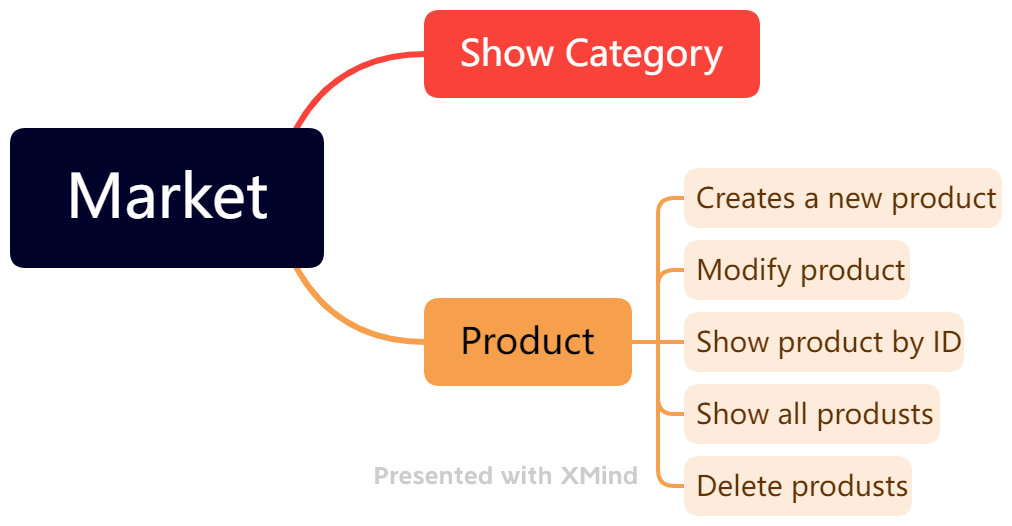 Show Category
Market
Creates a new product
Modify product
Product
Show product by ID
Show all produsts
Delete produsts
Presented with XMind